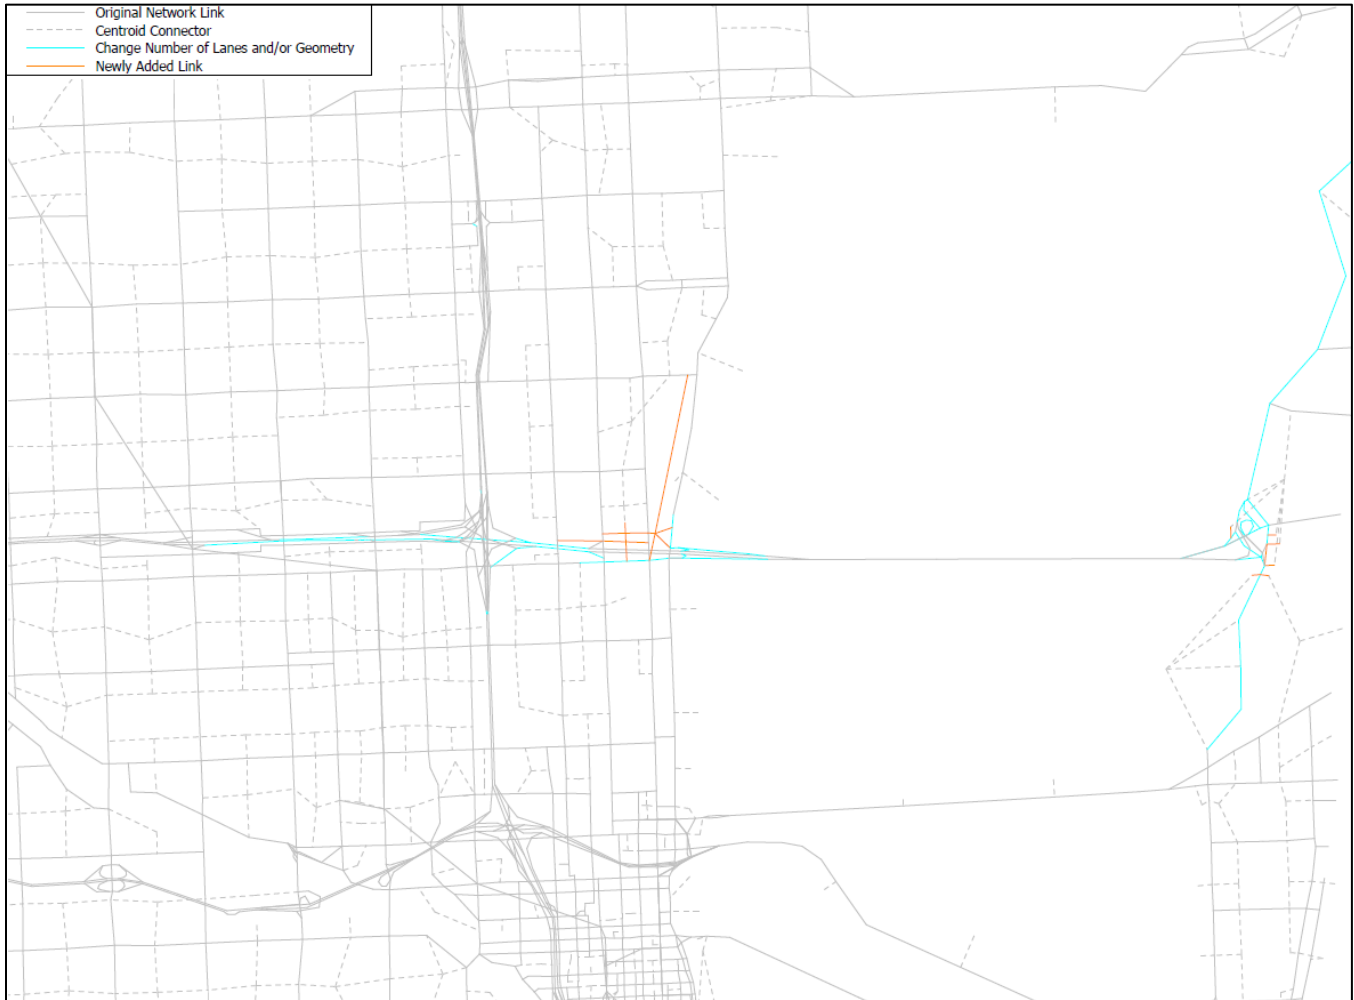 Original Network Link
Centroid Connector
Change Number of Lanes and/or Geometry
Newly Added Link